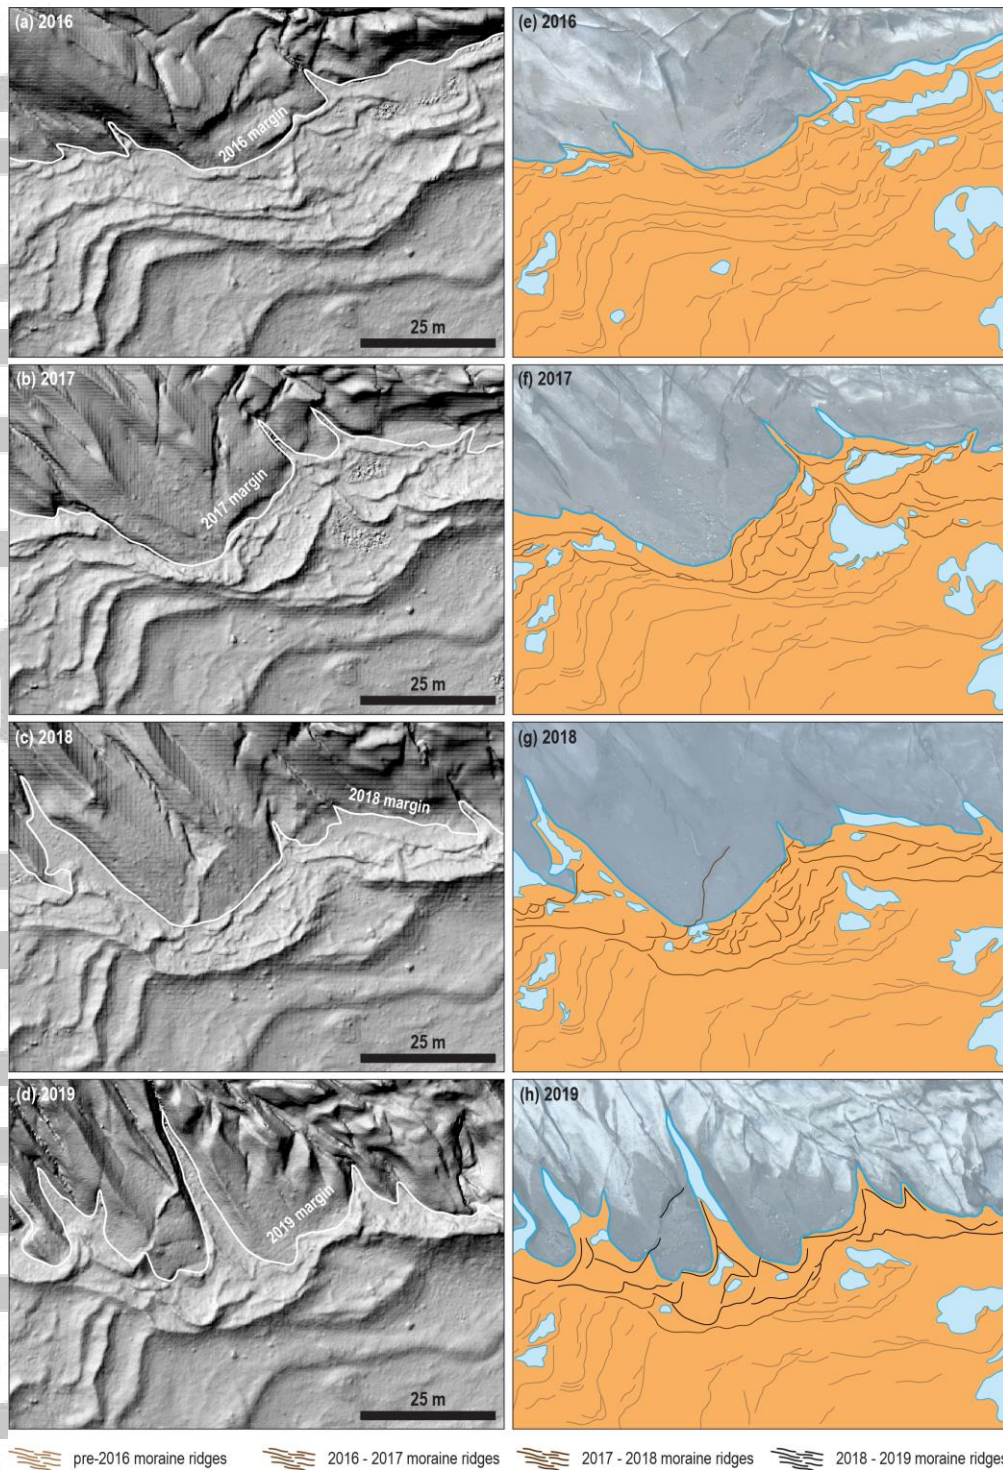 (a) 2016
2016 margin
25 m
(e) 2016
(b) 2017
2017 margin
25 m
(f) 2017
(c) 2018
2018 margin
25 m
(g) 2018
(d) 2019
2019 margin
25 m
(h) 2019
pre-2016 moraine ridges 2016 - 2017 moraine ridges 2017 - 2018 moraine ridges 2018 - 2019 moraine ridges